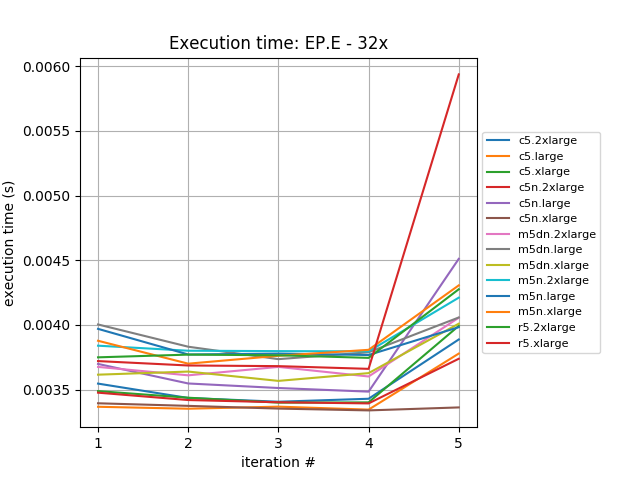 Execution time: EP.E - 32x
execution time (s)
0.0060
0.0055
0.0050
0.0045
0.0040
0.0035
1 2 3 4 5
iteration #
c5.2xlarge
c5.large
c5.xlarge
c5n.2xlarge
c5n.large
c5n.xlarge
m5dn.2xlarge
m5dn.large
m5dn.xlarge
m5n.2xlarge
m5n.large
m5n.xlarge
r5.2xlarge
r5.xlarge